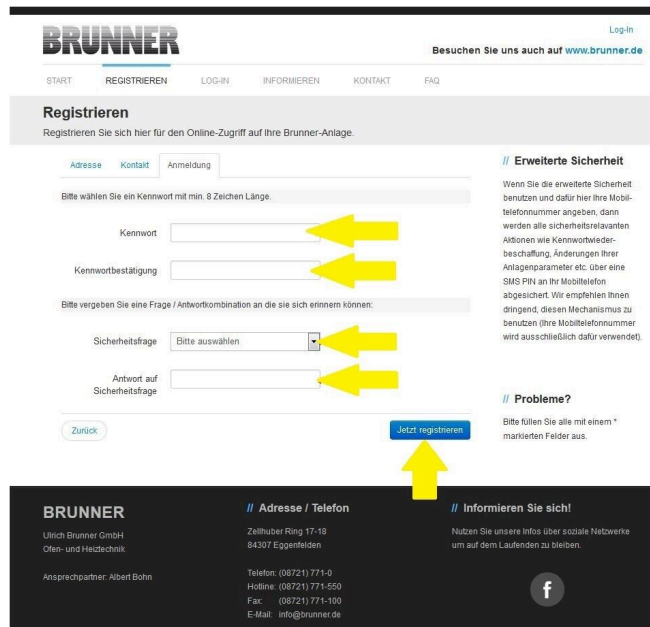 BRUNNER
Log-In
Besuchen Sie uns auch auf www.brunner.de
START REGISTRIEREN LOG-IN INFORMIEREN KONTAKT FAQ
Registrieren
Registrieren Sie sich hier für den Online-Zugriff auf Ihre Brunner-Anlage.
Adresse Kontakt Anmeldung
Bitte wählen Sie ein Kennwort mit min. 8 Zeichen Länge.
Kennwort
Kennwortbestätigung
Bitte vergeben Sie eine Frage / Antwortkombination an die sie sich erinnern können:
Sicherheitsfrage Bitte auswählen
Antwort auf
Sicherheitsfrage
Zurück Jetzt registrieren
// Erweiterte Sicherheit
Wenn Sie die erweiterte Sicherheit
benutzen und dafür hier Ihre Mobil-
telefonnummer angeben, dann
werden alle sicherheitsrelavanten
Aktionen wie Kennwortwieder-
beschaffung, Änderungen Ihrer
Anlagenparameter etc. über eine
SMS PIN an Ihr Mobiltelefon
abgesichert. Wir empfehlen Ihnen
dringend, diesen Mechanismus zu
benutzen (Ihre Mobiltelefonnummer
wird ausschließlich dafür verwendet).
// Probleme?
Bitte füllen Sie alle mit einem *
markierten Felder aus.
BRUNNER
Ulrich Brunner GmbH
Ofen- und Heiztechnik
Ansprechpartner: Albert Bohn
// Adresse / Telefon
Zellhuber Ring 17-18
84307 Eggenfelden
Telefon: (08721) 771-0
Hotline: (08721) 771-550
Fax: (08721) 771-100
E-Mail: info@brunner.de
// Informieren Sie sich!
Nutzen Sie unsere Infos über soziale Netzwerke
um auf dem Laufenden zu bleiben.
f